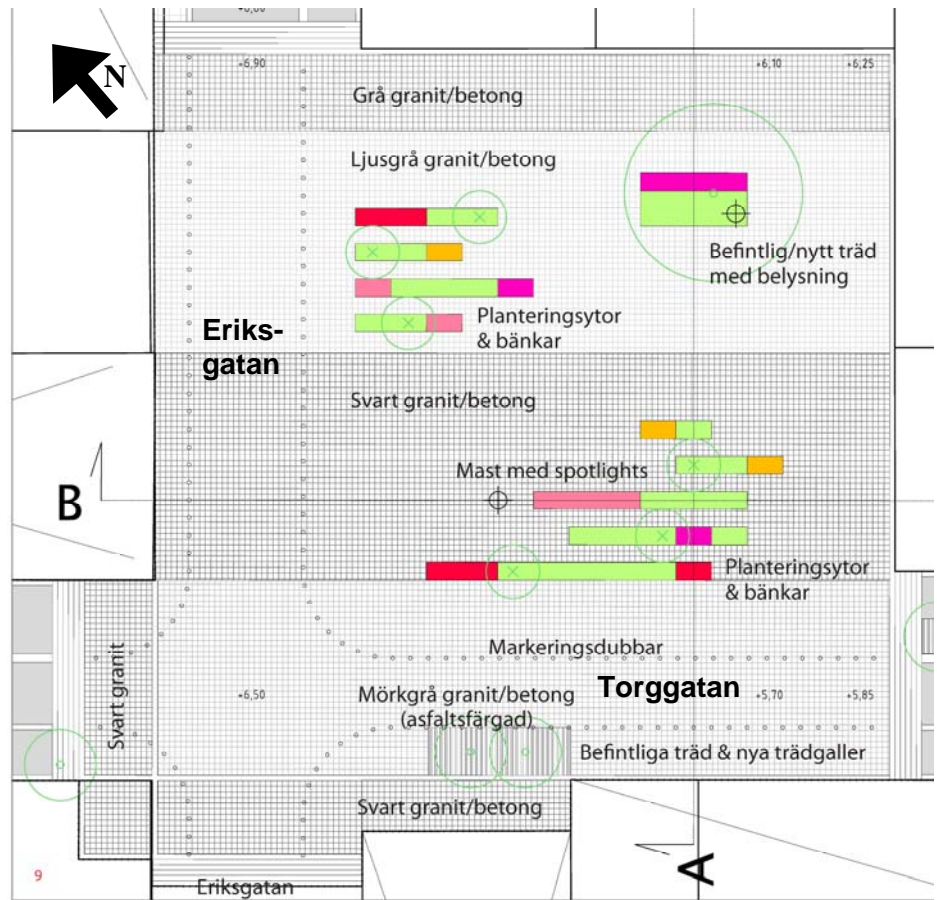 +6,00
N
+6,90
+6,10
+6,25
Grå granit/betong
Ljusgrå granit/betong
Befintlig/nytt träd
med belysning
Eriks-
gatan
Planteringsytor
& bänkar
Svart granit/betong
Mast med spotlights
B
Planteringsytor
& bänkar
Markeringsdubbar
Svart granit
+6,50
Mörkgrå granit/betong
(asfaltsfärgad)
Torggatan
+5,70
+5,85
Befintliga träd & nya trädgaller
Svart granit/betong
A
9
Eriksgatan